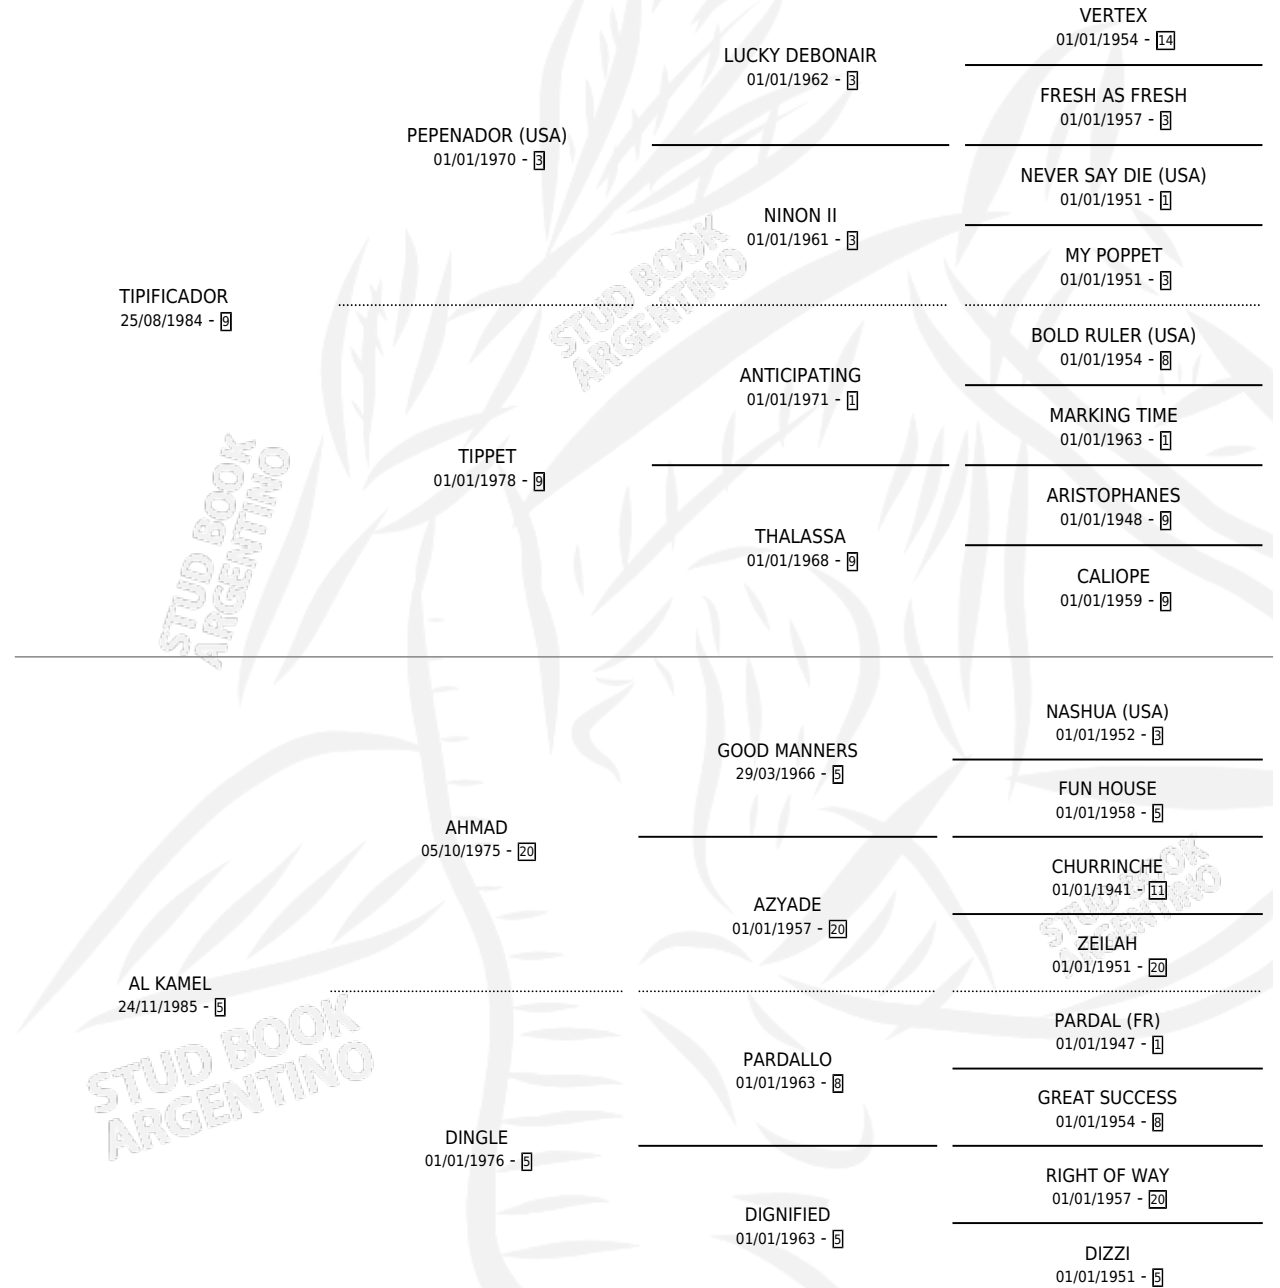 VERTEX
01/01/1954 - 14
LUCKY DEBONAIR
01/01/1962 - 3
FRESH AS FRESH
01/01/1957 - 3
PEPENADOR (USA)
01/01/1970 - 3
NEVER SAY DIE (USA)
01/01/1951 - 1
NINON II
01/01/1961 - 3
MY POPPET
01/01/1951 - 3
TIPIFICADOR
25/08/1984 - 9
BOLD RULER (USA)
01/01/1954 - 8
ANTICIPATING
01/01/1971 - 1
MARKING TIME
01/01/1963 - 1
TIPPET
01/01/1978 - 9
ARISTOPHANES
01/01/1948 - 9
THALASSA
01/01/1968 - 9
CALIOPE
01/01/1959 - 9
STUD BOOK
ARGENTINO
STUD BOOK
ARGENTINO
NASHUA (USA)
01/01/1952 - 3
GOOD MANNERS
29/03/1966 - 5
FUN HOUSE
01/01/1958 - 5
AHMAD
05/10/1975 - 20
CHURRINCHE
01/01/1941 - 11
AZYADE
01/01/1957 - 20
ZEILAH
01/01/1951 - 20
AL KAMEL
24/11/1985 - 5
PARDAL (FR)
01/01/1947 - 1
PARDALLO
01/01/1963 - 8
GREAT SUCCESS
01/01/1954 - 8
DINGLE
01/01/1976 - 5
RIGHT OF WAY
01/01/1957 - 20
DIGNIFIED
01/01/1963 - 5
DIZZI
01/01/1951 - 5
STUD BOOK
ARGENTINO
STUD BOOK
ARGENTINO